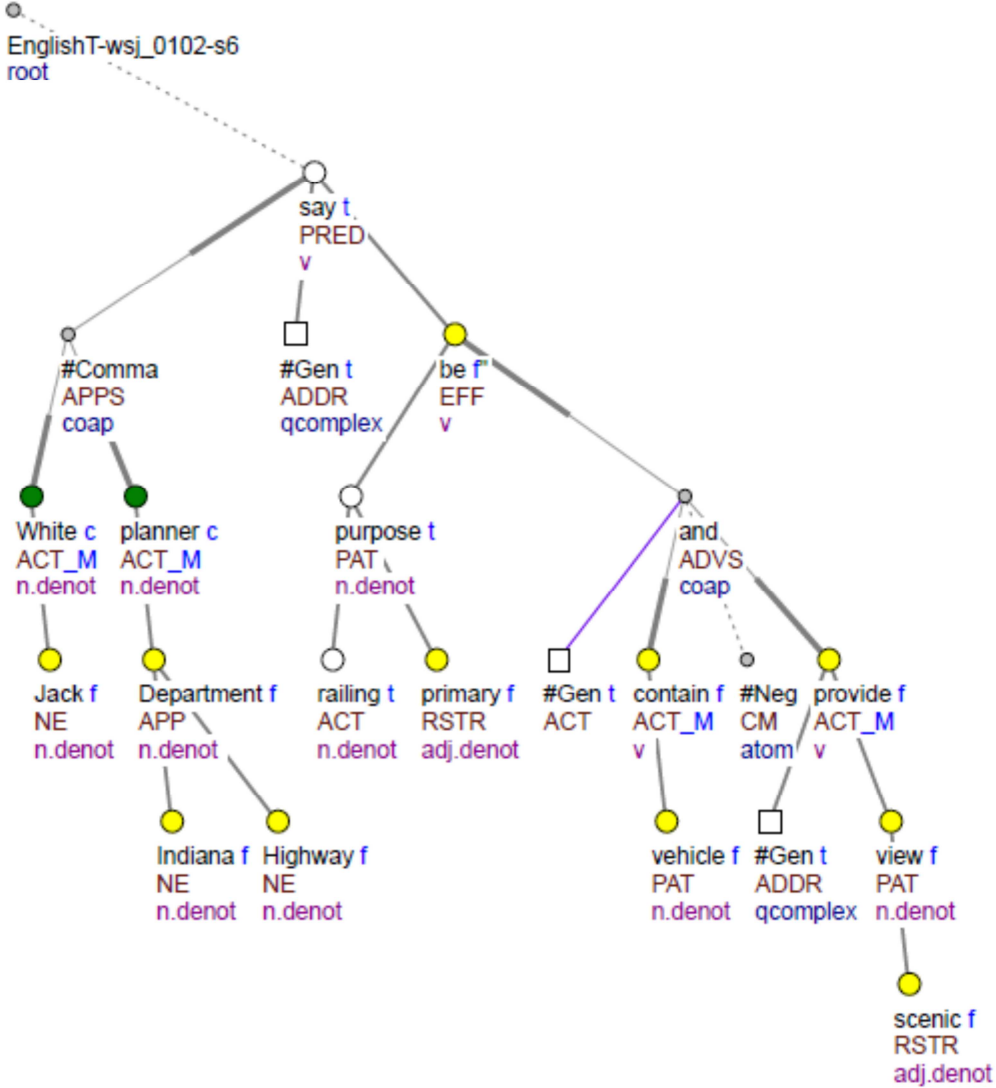 EnglishT-wsj_0102-s6
root
say t
PRED
v
#Comma
APPS
coap
#Gen t
ADDR
qcomplex
be f"
EFF
v
White c
ACT_M
n.denot
planner c
ACT_M
n.denot
purpose t
PAT
n.denot
and
ADVS
coap
Jack f
NE
n.denot
Department f
APP
n.denot
railing t
ACT
n.denot
primary f
RSTR
adj.denot
#Gen t
ACT
contain f
ACT_M
v
#Neg
CM
atom
provide f
ACT_M
v
Indiana f
NE
n.denot
Highway f
NE
n.denot
vehicle f
PAT
n.denot
#Gen t
ADDR
qcomplex
view f
PAT
n.denot
scenic f
RSTR
adj.denot